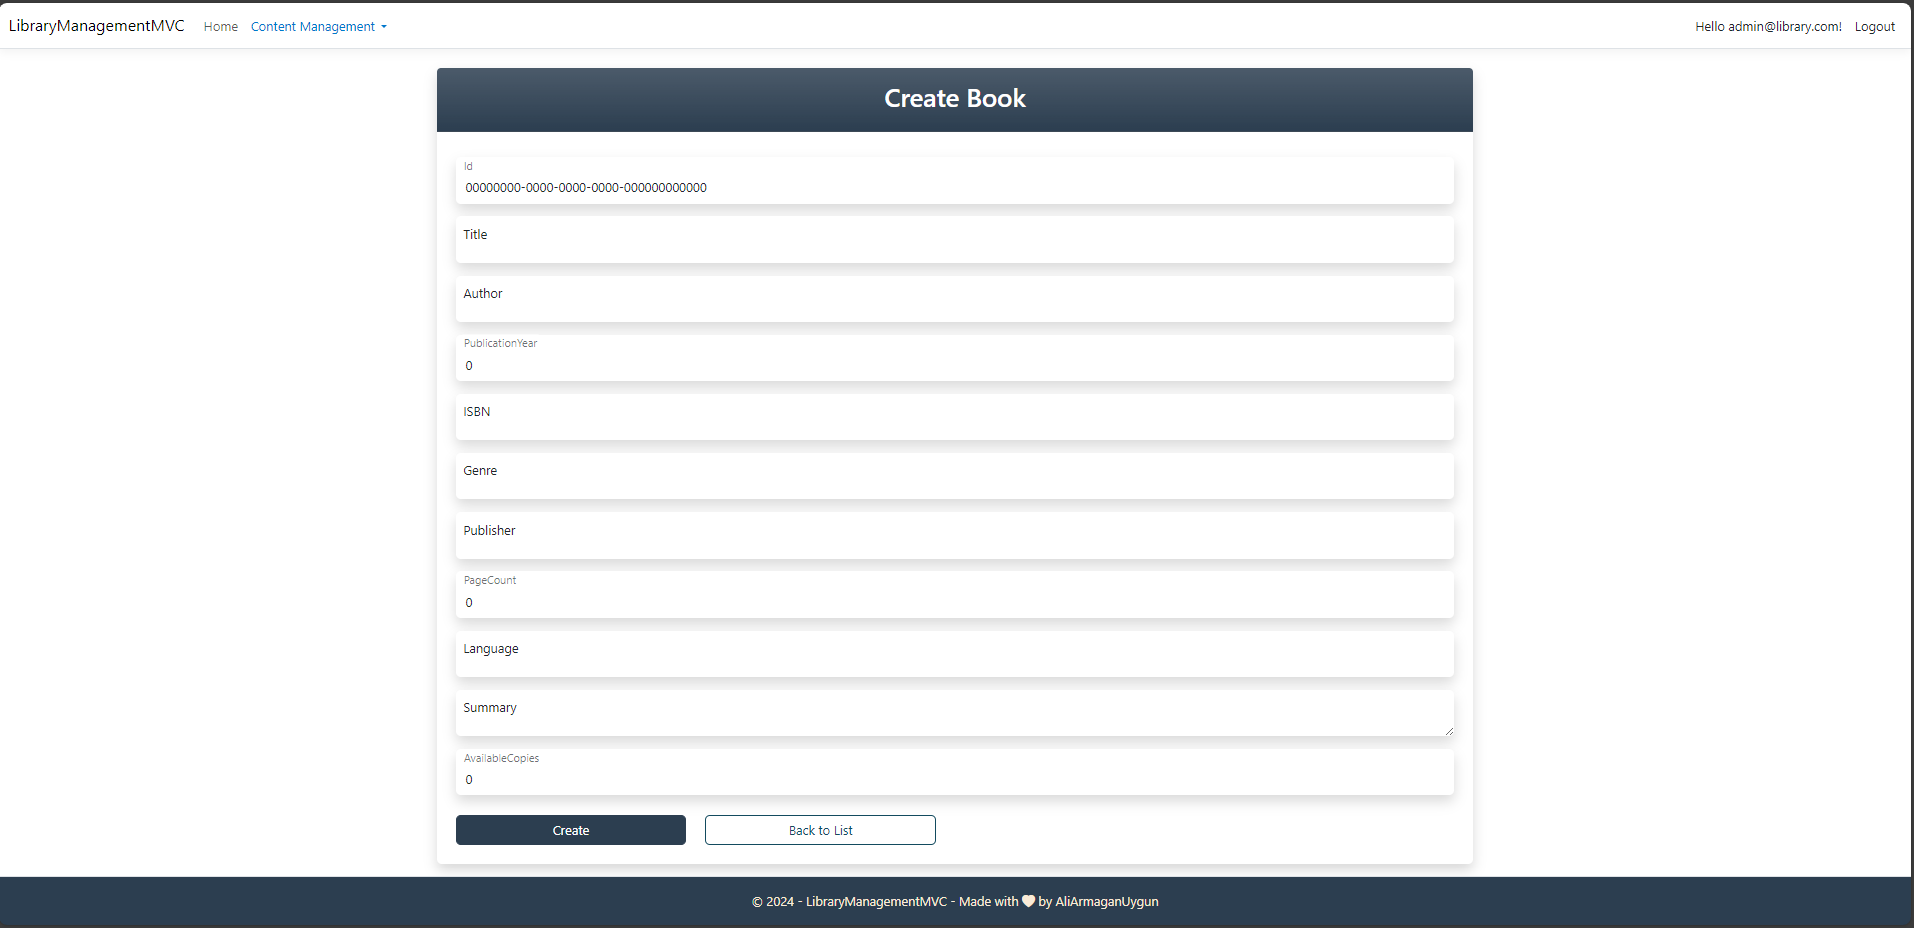 LibraryManagementMVC Home Content Management Hello admin@library.com! Logout
Create Book
Id
00000000-0000-0000-0000-000000000000
Title
Author
PublicationYear
0
ISBN
Genre
Publisher
PageCount
0
Language
Summary
AvailableCopies
0
Create Back to List
© 2024 - LibraryManagementMVC - Made with 🤍 by AliArmaganUygun